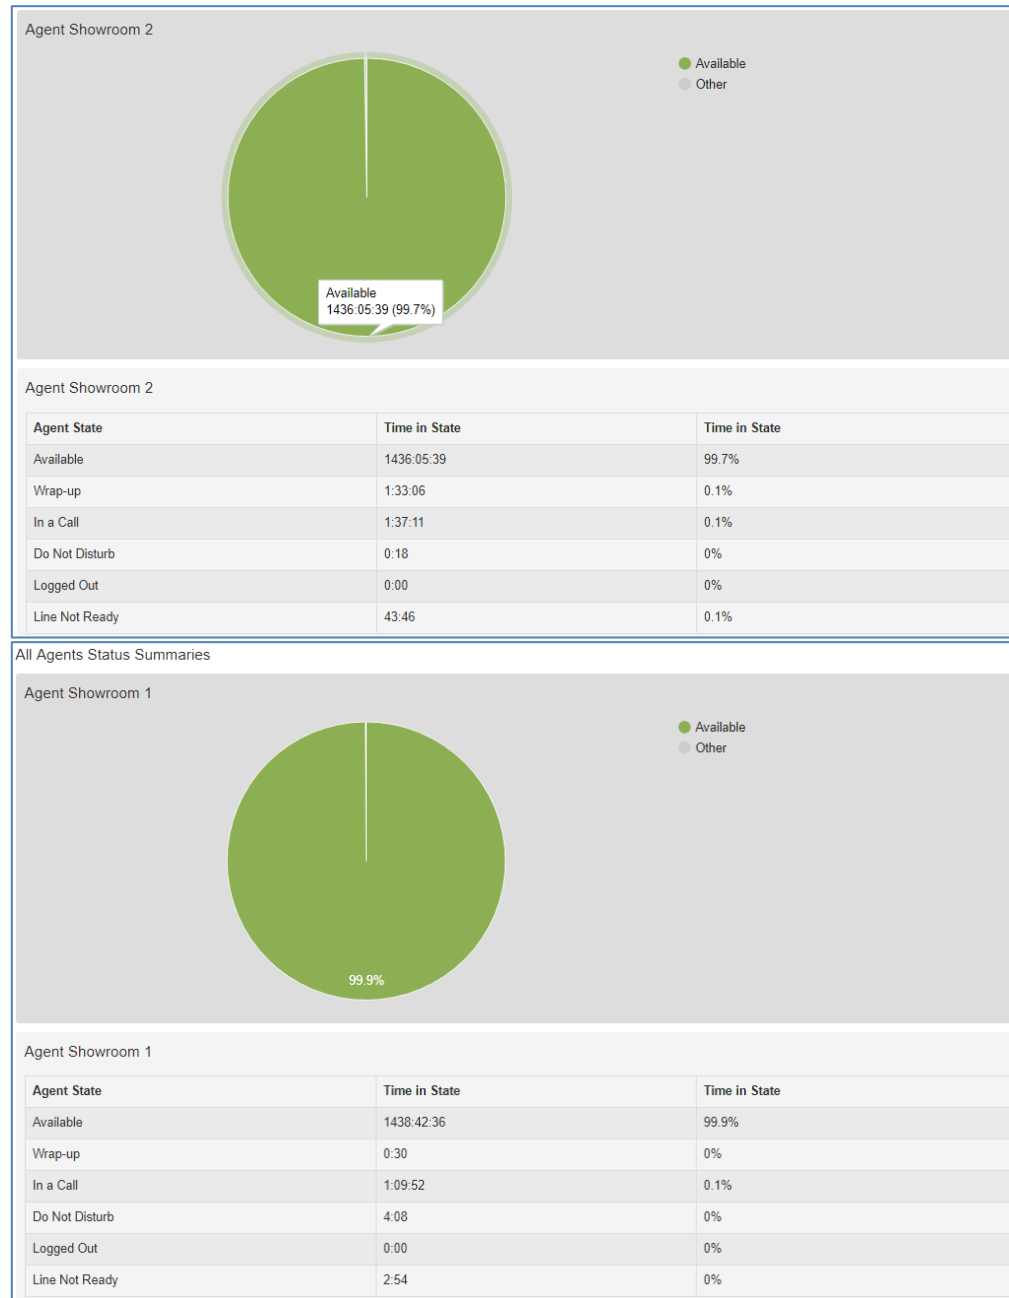 Agent Showroom 2
Available
Other
Available
1436:05:39 (99.7%)
Agent Showroom 2
Agent State Time in State Time in State
Available 1436:05:39 99.7%
Wrap-up 1:33:06 0.1%
In a Call 1:37:11 0.1%
Do Not Disturb 0:18 0%
Logged Out 0:00 0%
Line Not Ready 43:46 0.1%
All Agents Status Summaries
Agent Showroom 1
Available
Other
99.9%
Agent Showroom 1
Agent State Time in State Time in State
Available 1438:42:36 99.9%
Wrap-up 0:30 0%
In a Call 1:09:52 0.1%
Do Not Disturb 4:08 0%
Logged Out 0:00 0%
Line Not Ready 2:54 0%